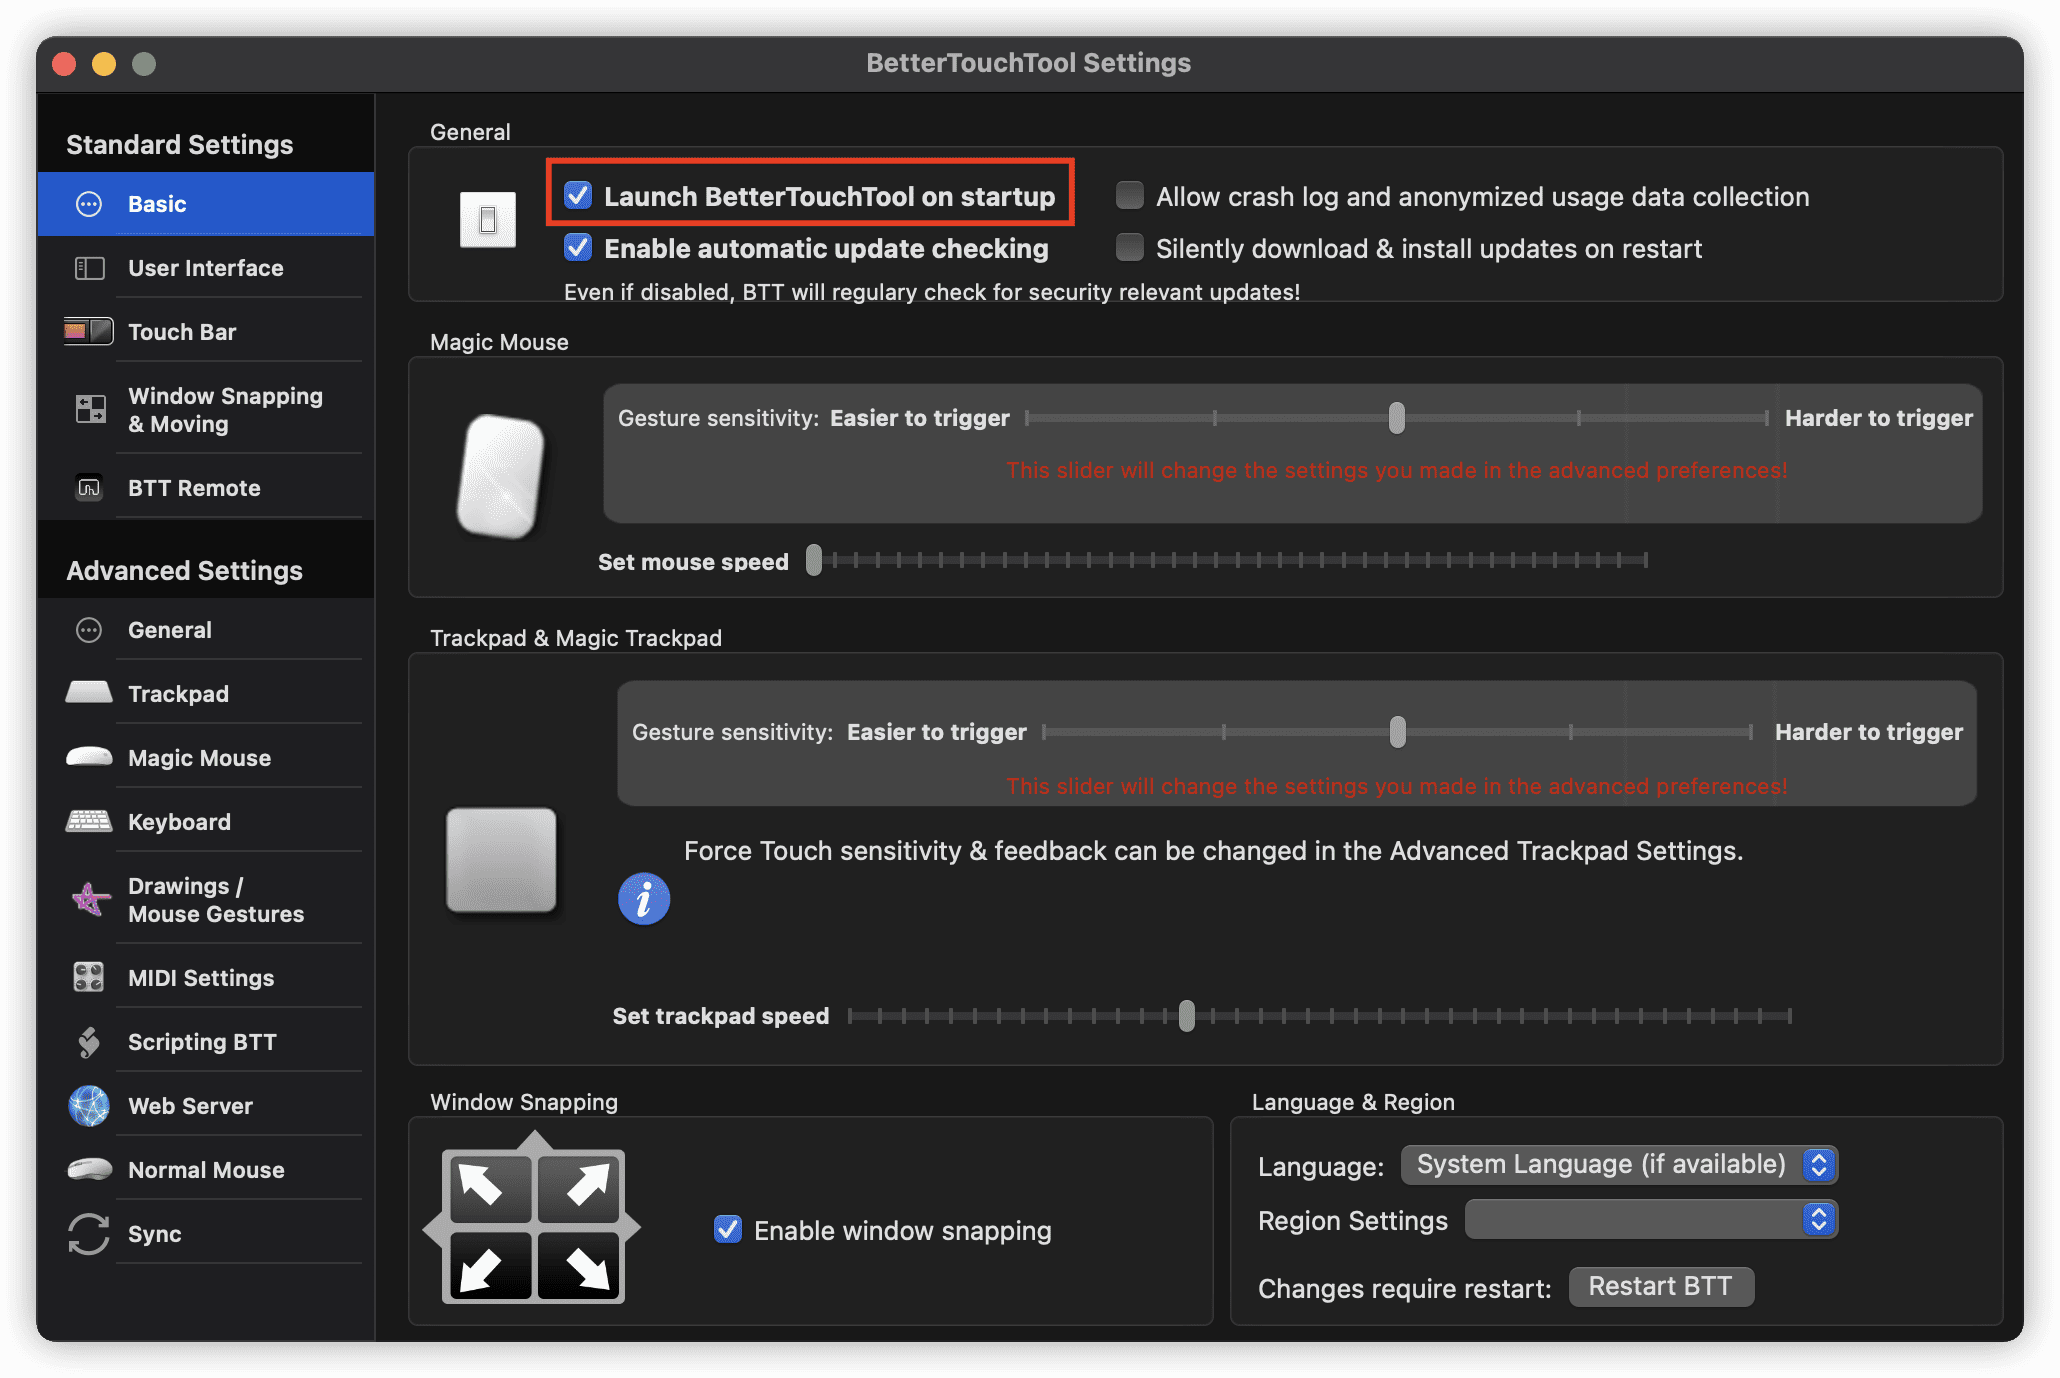 BetterTouchTool Settings
Standard Settings
Basic
User Interface
Touch Bar
Window Snapping
& Moving
BTT Remote
Advanced Settings
General
Trackpad
Magic Mouse
Keyboard
Drawings /
Mouse Gestures
MIDI Settings
Scripting BTT
Web Server
Normal Mouse
Sync
General
Launch BetterTouchTool on startup
Allow crash log and anonymized usage data collection
Enable automatic update checking
Silently download & install updates on restart
Even if disabled, BTT will regulary check for security relevant updates!
Magic Mouse
Gesture sensitivity: Easier to trigger Harder to trigger
This slider will change the settings you made in the advanced preferences!
Set mouse speed
Trackpad & Magic Trackpad
Gesture sensitivity: Easier to trigger Harder to trigger
This slider will change the settings you made in the advanced preferences!
Force Touch sensitivity & feedback can be changed in the Advanced Trackpad Settings.
Set trackpad speed
Window Snapping
Enable window snapping
Language & Region
Language: System Language (if available)
Region Settings
Changes require restart: Restart BTT